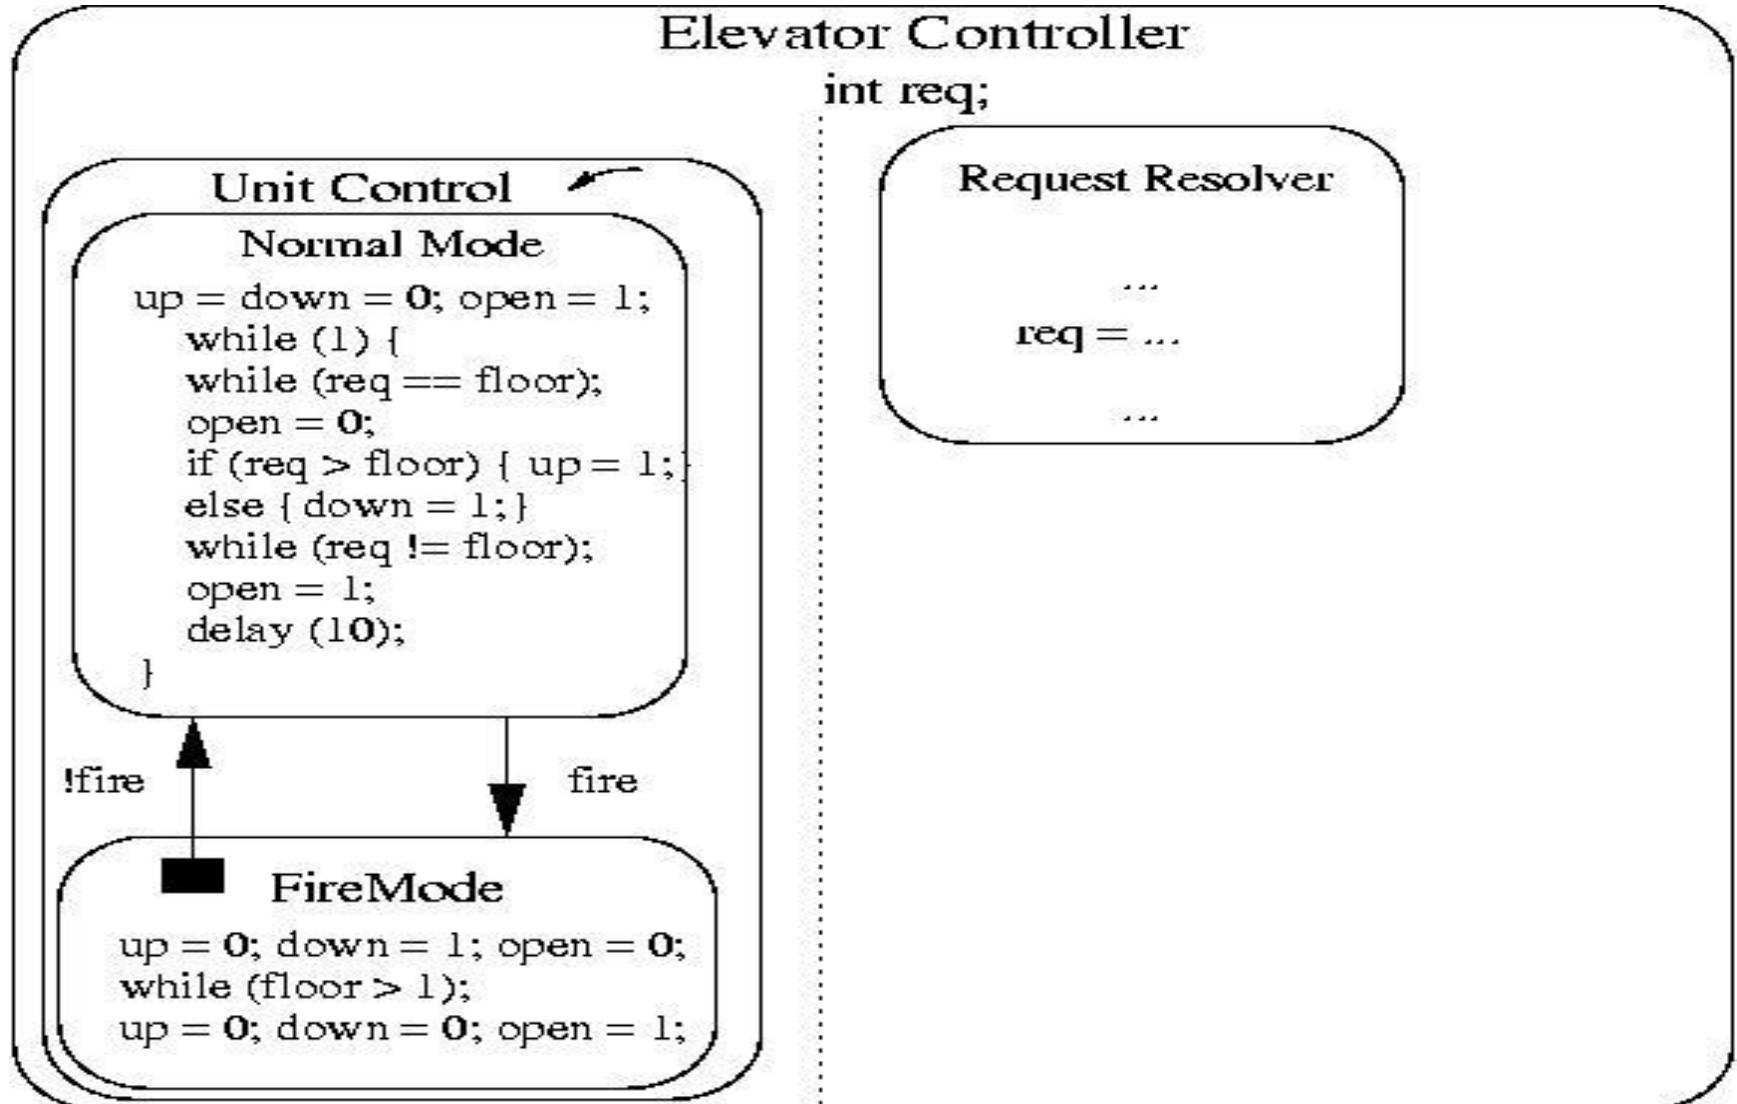 Elevator Controller
int req;
Unit Control
Normal Mode
up = down = 0; open = 1;
while (1) {
while (req == floor);
open = 0;
if (req > floor) { up = 1;}
else { down = 1; }
while (req != floor);
open = 1;
delay (10);
}
!fire
fire
FireMode
up = 0; down = 1; open = 0;
while (floor > 1);
up = 0; down = 0; open = 1;
Request Resolver
...
req = ...
...